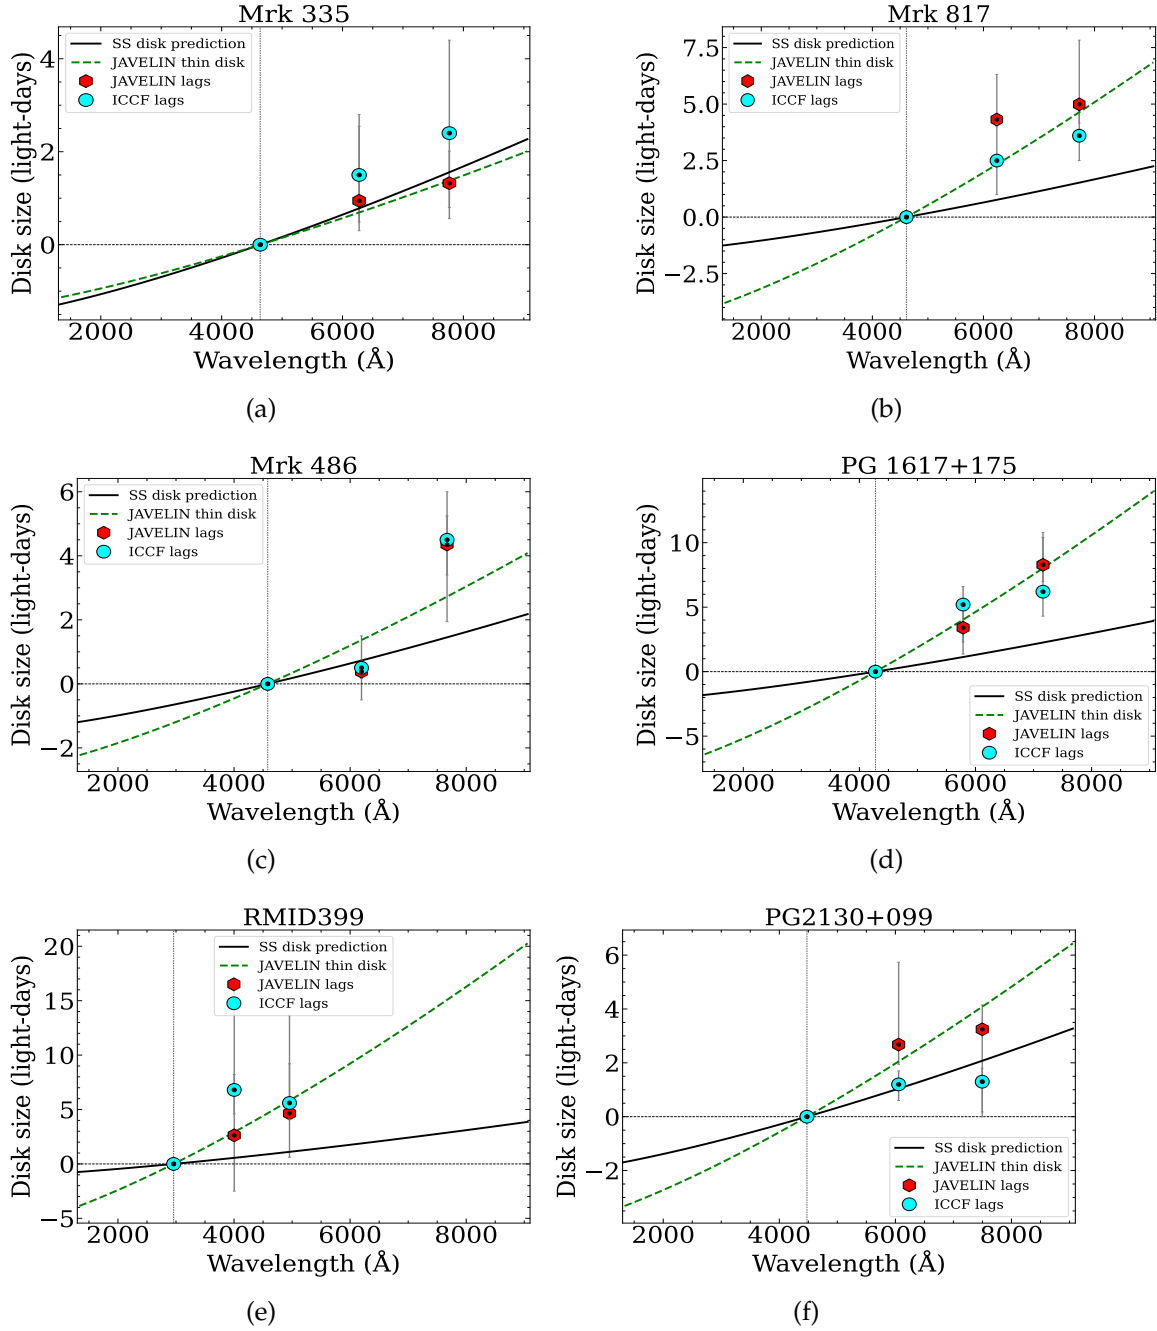 Mrk 335
SS disk prediction
JAVELIN thin disk
JAVELIN lags
ICCF lags
Disk size (light-days)
4
2
0
2000 4000 6000 8000
Wavelength (Å)
(a)
Mrk 817
SS disk prediction
JAVELIN thin disk
JAVELIN lags
ICCF lags
Disk size (light-days)
7.5
5.0
2.5
0.0
−2.5
2000 4000 6000 8000
Wavelength (Å)
(b)
Mrk 486
SS disk prediction
JAVELIN thin disk
JAVELIN lags
ICCF lags
Disk size (light-days)
6
4
2
0
−2
2000 4000 6000 8000
Wavelength (Å)
(c)
PG 1617+175
Disk size (light-days)
10
5
0
−5
SS disk prediction
JAVELIN thin disk
JAVELIN lags
ICCF lags
2000 4000 6000 8000
Wavelength (Å)
(d)
RMID399
SS disk prediction
JAVELIN thin disk
JAVELIN lags
ICCF lags
Disk size (light-days)
20
15
10
5
0
−5
2000 4000 6000 8000
Wavelength (Å)
(e)
PG2130+099
Disk size (light-days)
6
4
2
0
−2
SS disk prediction
JAVELIN thin disk
JAVELIN lags
ICCF lags
2000 4000 6000 8000
Wavelength (Å)
(f)